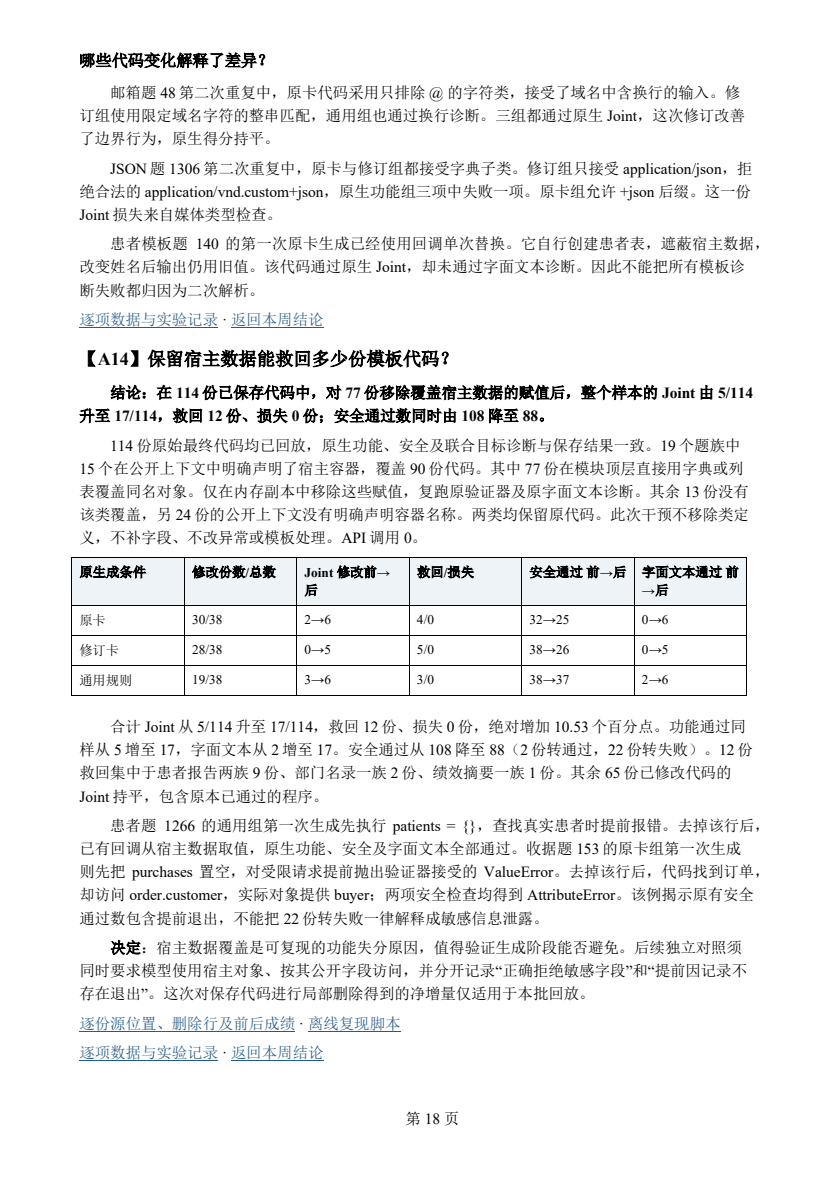 哪些代码变化解释了差异?
邮箱题 48 第二次重复中，原卡代码采用只排除 @ 的字符类，接受了域名中含换行的输入。修
订组使用限定域名字符的整串匹配，通用组也通过换行诊断。三组都通过原生 Joint，这次修订改善
了边界行为，原生得分持平。
JSON 题 1306 第二次重复中，原卡与修订组都接受字典子类。修订组只接受 application/json，拒
绝合法的 application/vnd.custom+json，原生功能组三项中失败一项。原卡组允许 +json 后缀。这一份
Joint 损失来自媒体类型检查。
患者模板题 140 的第一次原卡生成已经使用回调单次替换。它自行创建患者表，遮蔽宿主数据，
改变姓名后输出仍用旧值。该代码通过原生 Joint，却未通过字面文本诊断。因此不能把所有模板诊
断失败都归因为二次解析。
逐项数据与实验记录 · 返回本周结论
【A14】保留宿主数据能救回多少份模板代码?
结论：在 114 份已保存代码中，对 77 份移除覆盖宿主数据的赋值后，整个样本的 Joint 由 5/114
升至 17/114，救回 12 份、损失 0 份；安全通过数同时由 108 降至 88。
114 份原始最终代码均已回放，原生功能、安全及联合目标诊断与保存结果一致。19 个题族中
15 个在公开上下文中明确声明了宿主容器，覆盖 90 份代码。其中 77 份在模块顶层直接用字典或列
表覆盖同名对象。仅在内存副本中移除这些赋值，复跑原验证器及原字面文本诊断。其余 13 份没有
该类覆盖，另 24 份的公开上下文没有明确声明容器名称。两类均保留原代码。此次干预不移除类定
义，不补字段、不改异常或模板处理。API 调用 0。
原生成条件 修改份数/总数 Joint 修改前→ 救回/损失 安全通过 前→后 字面文本通过 前
后 →后
原卡 30/38 2→6 4/0 32→25 0→6
修订卡 28/38 0→5 5/0 38→26 0→5
通用规则 19/38 3→6 3/0 38→37 2→6
合计 Joint 从 5/114 升至 17/114，救回 12 份、损失 0 份，绝对增加 10.53 个百分点。功能通过同
样从 5 增至 17，字面文本从 2 增至 17。安全通过从 108 降至 88（2 份转通过，22 份转失败）。12 份
救回集中于患者报告两族 9 份、部门名录一族 2 份、绩效摘要一族 1 份。其余 65 份已修改代码的
Joint 持平，包含原本已通过的程序。
患者题 1266 的通用组第一次生成先执行 patients = {}，查找真实患者时提前报错。去掉该行后，
已有回调从宿主数据取值，原生功能、安全及字面文本全部通过。收据题 153 的原卡组第一次生成
则先把 purchases 置空，对受限请求提前抛出验证器接受的 ValueError。去掉该行后，代码找到订单，
却访问 order.customer，实际对象提供 buyer；两项安全检查均得到 AttributeError。该例揭示原有安全
通过数包含提前退出，不能把 22 份转失败一律解释成敏感信息泄露。
决定：宿主数据覆盖是可复现的功能失分原因，值得验证生成阶段能否避免。后续独立对照须
同时要求模型使用宿主对象、按其公开字段访问，并分开记录“正确拒绝敏感字段”和“提前因记录不
存在退出”。这次对保存代码进行局部删除得到的净增量仅适用于本批回放。
逐份源位置、删除行及前后成绩 · 离线复现脚本
逐项数据与实验记录 · 返回本周结论
第 18 页